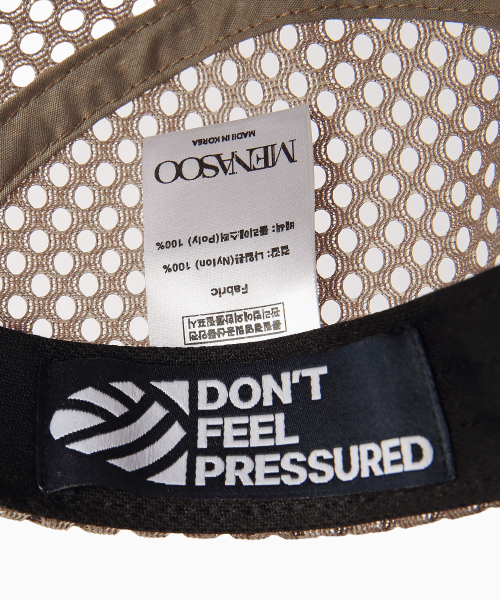 MENASOO
MADE IN KOREA
배색: 폴리에스터(Poly) 100%
겉감: 나일론(Nylon) 100%
Fabric
DON'T
FEEL
PRESSURED